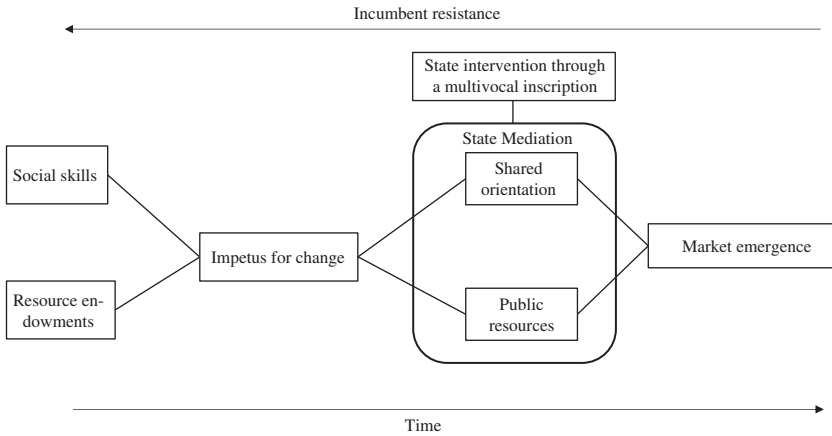 Incumbent resistance
State intervention through
a multivocal inscription
State Mediation
Social skills
Shared
orientation
Impetus for change
Market emergence
Resource en-
dowments
Public
resources
Time